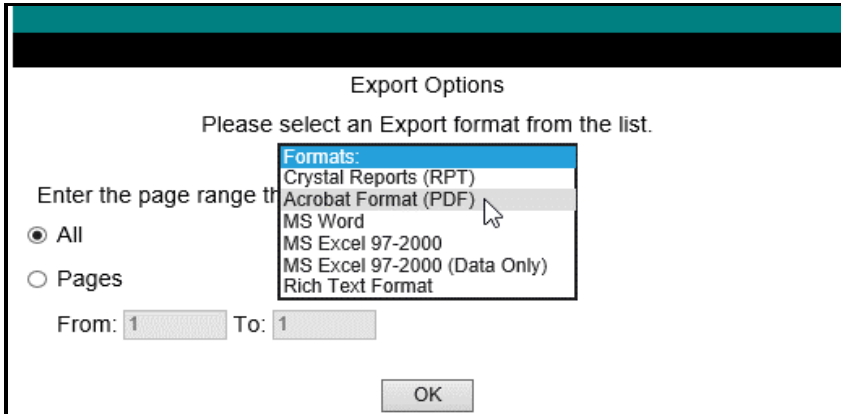 Export Options
Please select an Export format from the list.
Formats:
Crystal Reports (RPT)
Enter the page range
Acrobat Format (PDF)
MS Word
All
MS Excel 97-2000
MS Excel 97-2000 (Data Only)
Pages
Rich Text Format
From: 1 To: 1
OK